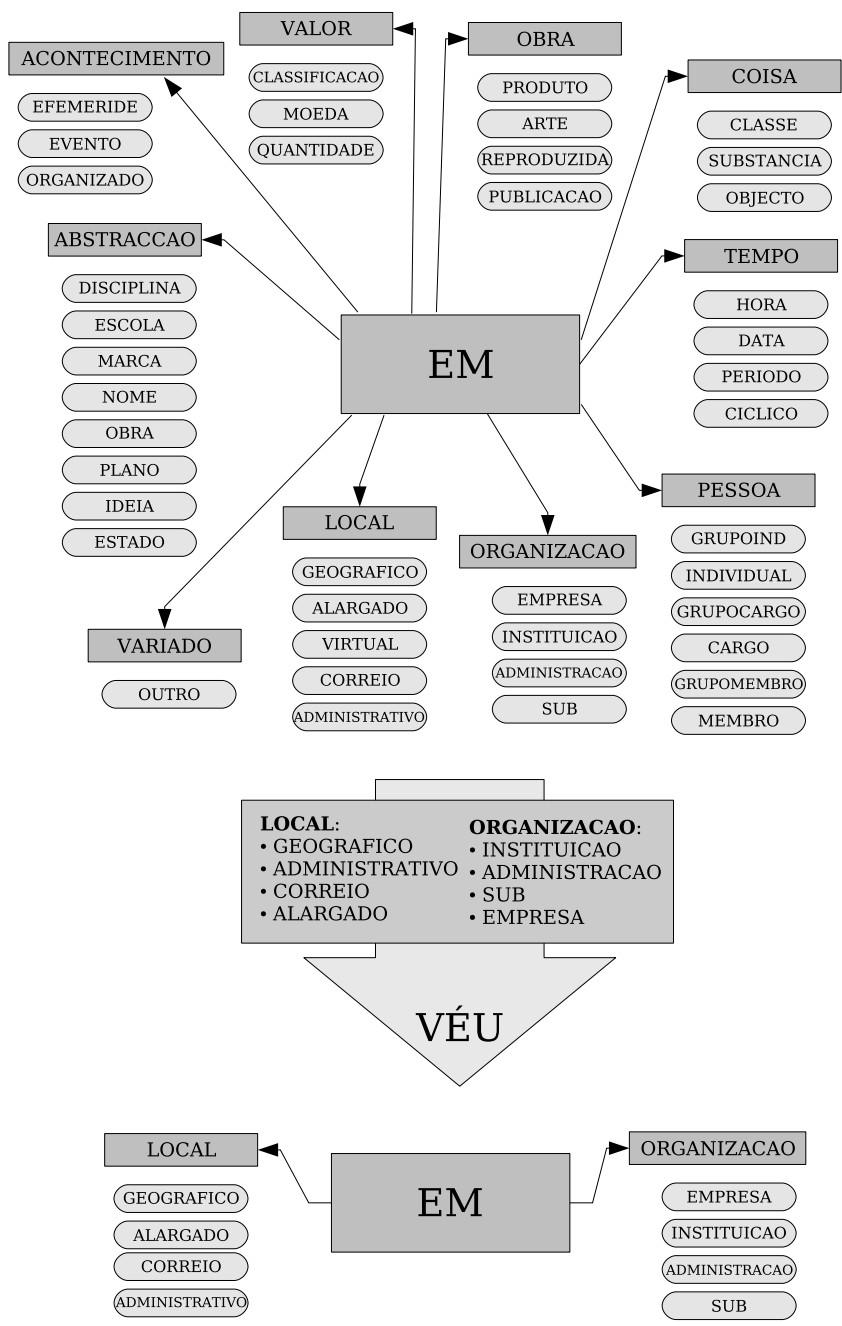 VALOR
CLASSIFICACAO
MOEDA
QUANTIDADE
OBRA
PRODUTO
ARTE
REPRODUZIDA
PUBLICACAO
ACONTECIMENTO
EFEMERIDE
EVENTO
ORGANIZADO
COISA
CLASSE
SUBSTANCIA
OBJECTO
ABSTRACCAO
DISCIPLINA
ESCOLA
MARCA
NOME
OBRA
PLANO
IDEIA
ESTADO
TEMPO
HORA
DATA
PERIODO
CICLICO
EM
PESSOA
GRUPOIND
INDIVIDUAL
GRUPOCARGO
CARGO
GRUPOMEMBRO
MEMBRO
LOCAL
GEOGRAFICO
ALARGADO
VIRTUAL
CORREIO
ADMINISTRATIVO
ORGANIZACAO
EMPRESA
INSTITUICAO
ADMINISTRACAO
SUB
VARIADO
OUTRO
LOCAL:
• GEOGRAFICO
• ADMINISTRATIVO
• CORREIO
• ALARGADO
ORGANIZACAO:
• INSTITUICAO
• ADMINISTRACAO
• SUB
• EMPRESA
VÉU
LOCAL
GEOGRAFICO
ALARGADO
CORREIO
ADMINISTRATIVO
EM
ORGANIZACAO
EMPRESA
INSTITUICAO
ADMINISTRACAO
SUB